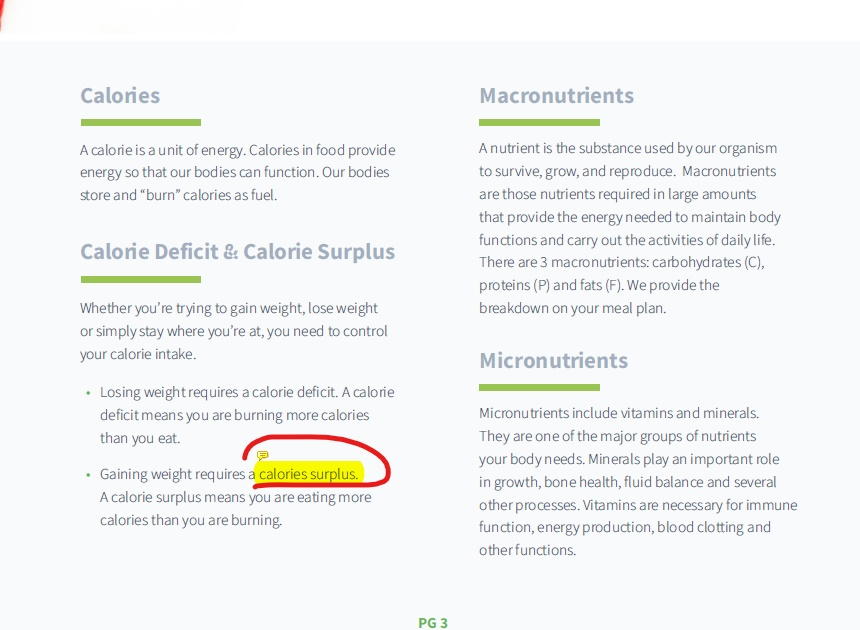 Calories
A calorie is a unit of energy. Calories in food provide
energy so that our bodies can function. Our bodies
store and “burn” calories as fuel.
Calorie Deficit & Calorie Surplus
Whether you’re trying to gain weight, lose weight
or simply stay where you’re at, you need to control
your calorie intake.
• Losing weight requires a calorie deficit. A calorie
deficit means you are burning more calories
than you eat.
• Gaining weight requires a calories surplus.
A calorie surplus means you are eating more
calories than you are burning.
Macronutrients
A nutrient is the substance used by our organism
to survive, grow, and reproduce. Macronutrients
are those nutrients required in large amounts
that provide the energy needed to maintain body
functions and carry out the activities of daily life.
There are 3 macronutrients: carbohydrates (C),
proteins (P) and fats (F). We provide the
breakdown on your meal plan.
Micronutrients
Micronutrients include vitamins and minerals.
They are one of the major groups of nutrients
your body needs. Minerals play an important role
in growth, bone health, fluid balance and several
other processes. Vitamins are necessary for immune
function, energy production, blood clotting and
other functions.
PG 3